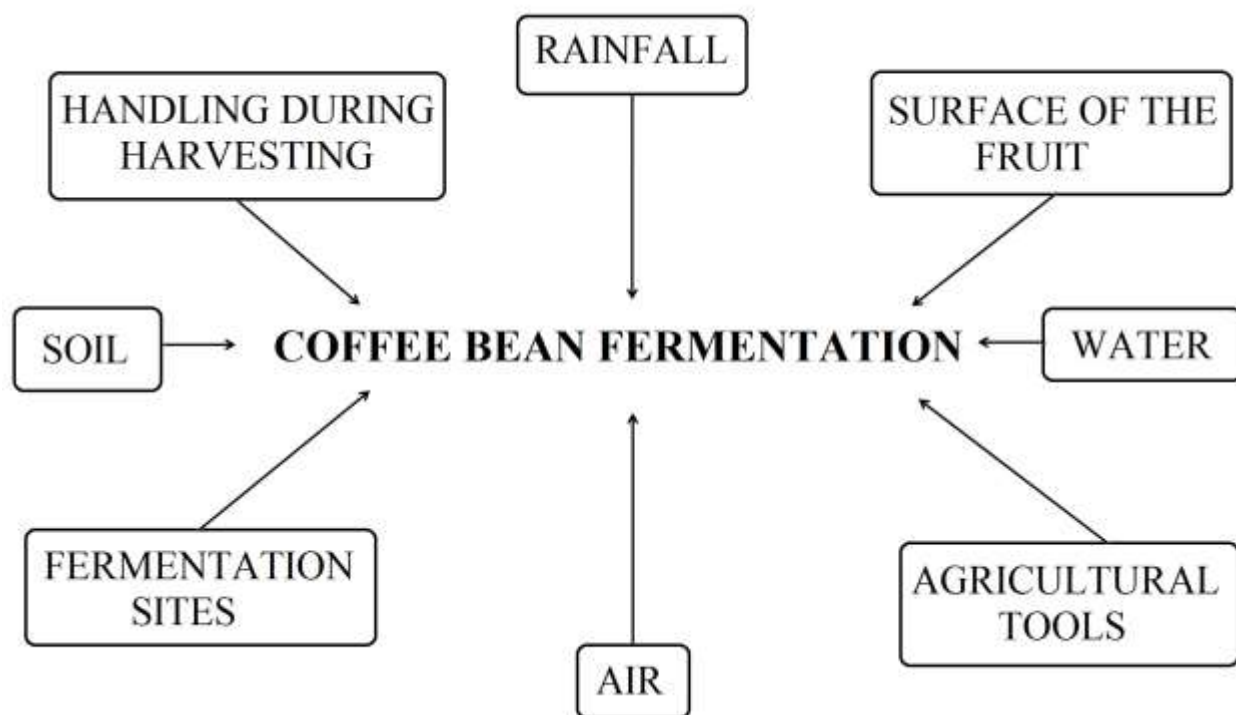 RAINFALL
HANDLING DURING
HARVESTING
SURFACE OF THE
FRUIT
SOIL
COFFEE BEAN FERMENTATION
WATER
FERMENTATION
SITES
AGRICULTURAL
TOOLS
AIR